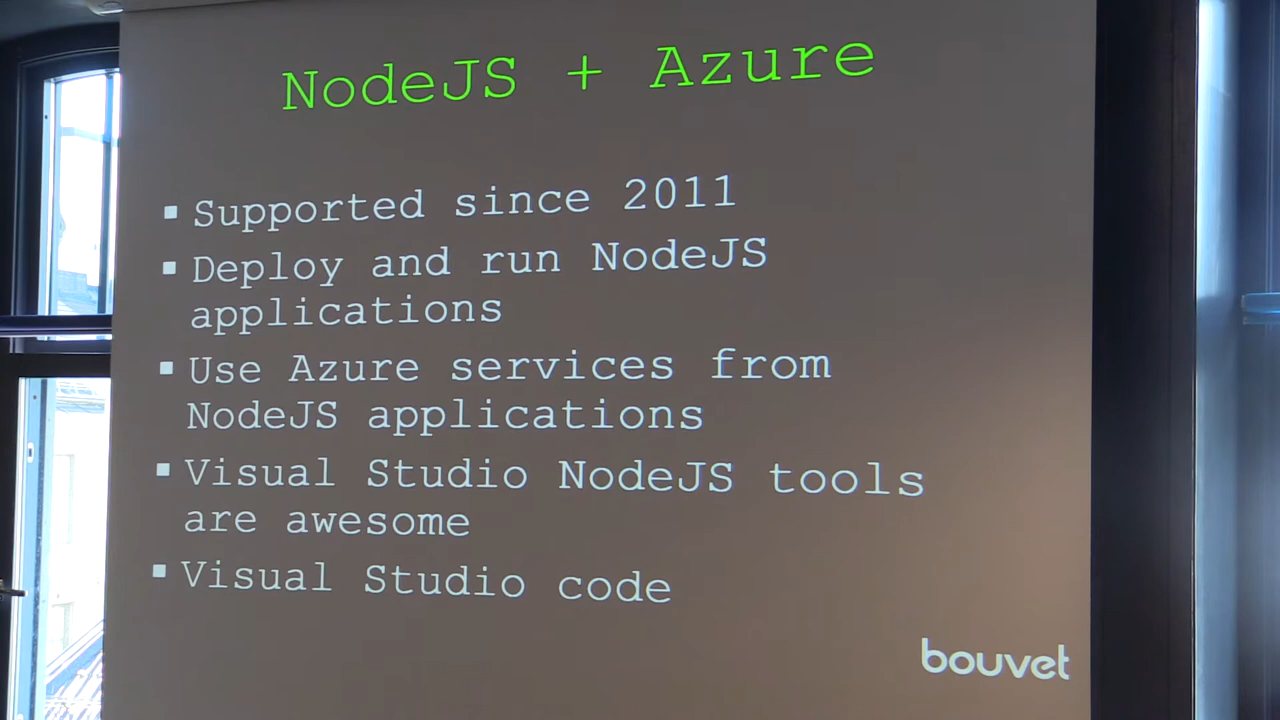 NodeJS + Azure
▪ Supported since 2011
▪ Deploy and run NodeJS
applications
▪ Use Azure services from
NodeJS applications
▪ Visual Studio NodeJS tools
are awesome
▪ Visual Studio code
bouvet